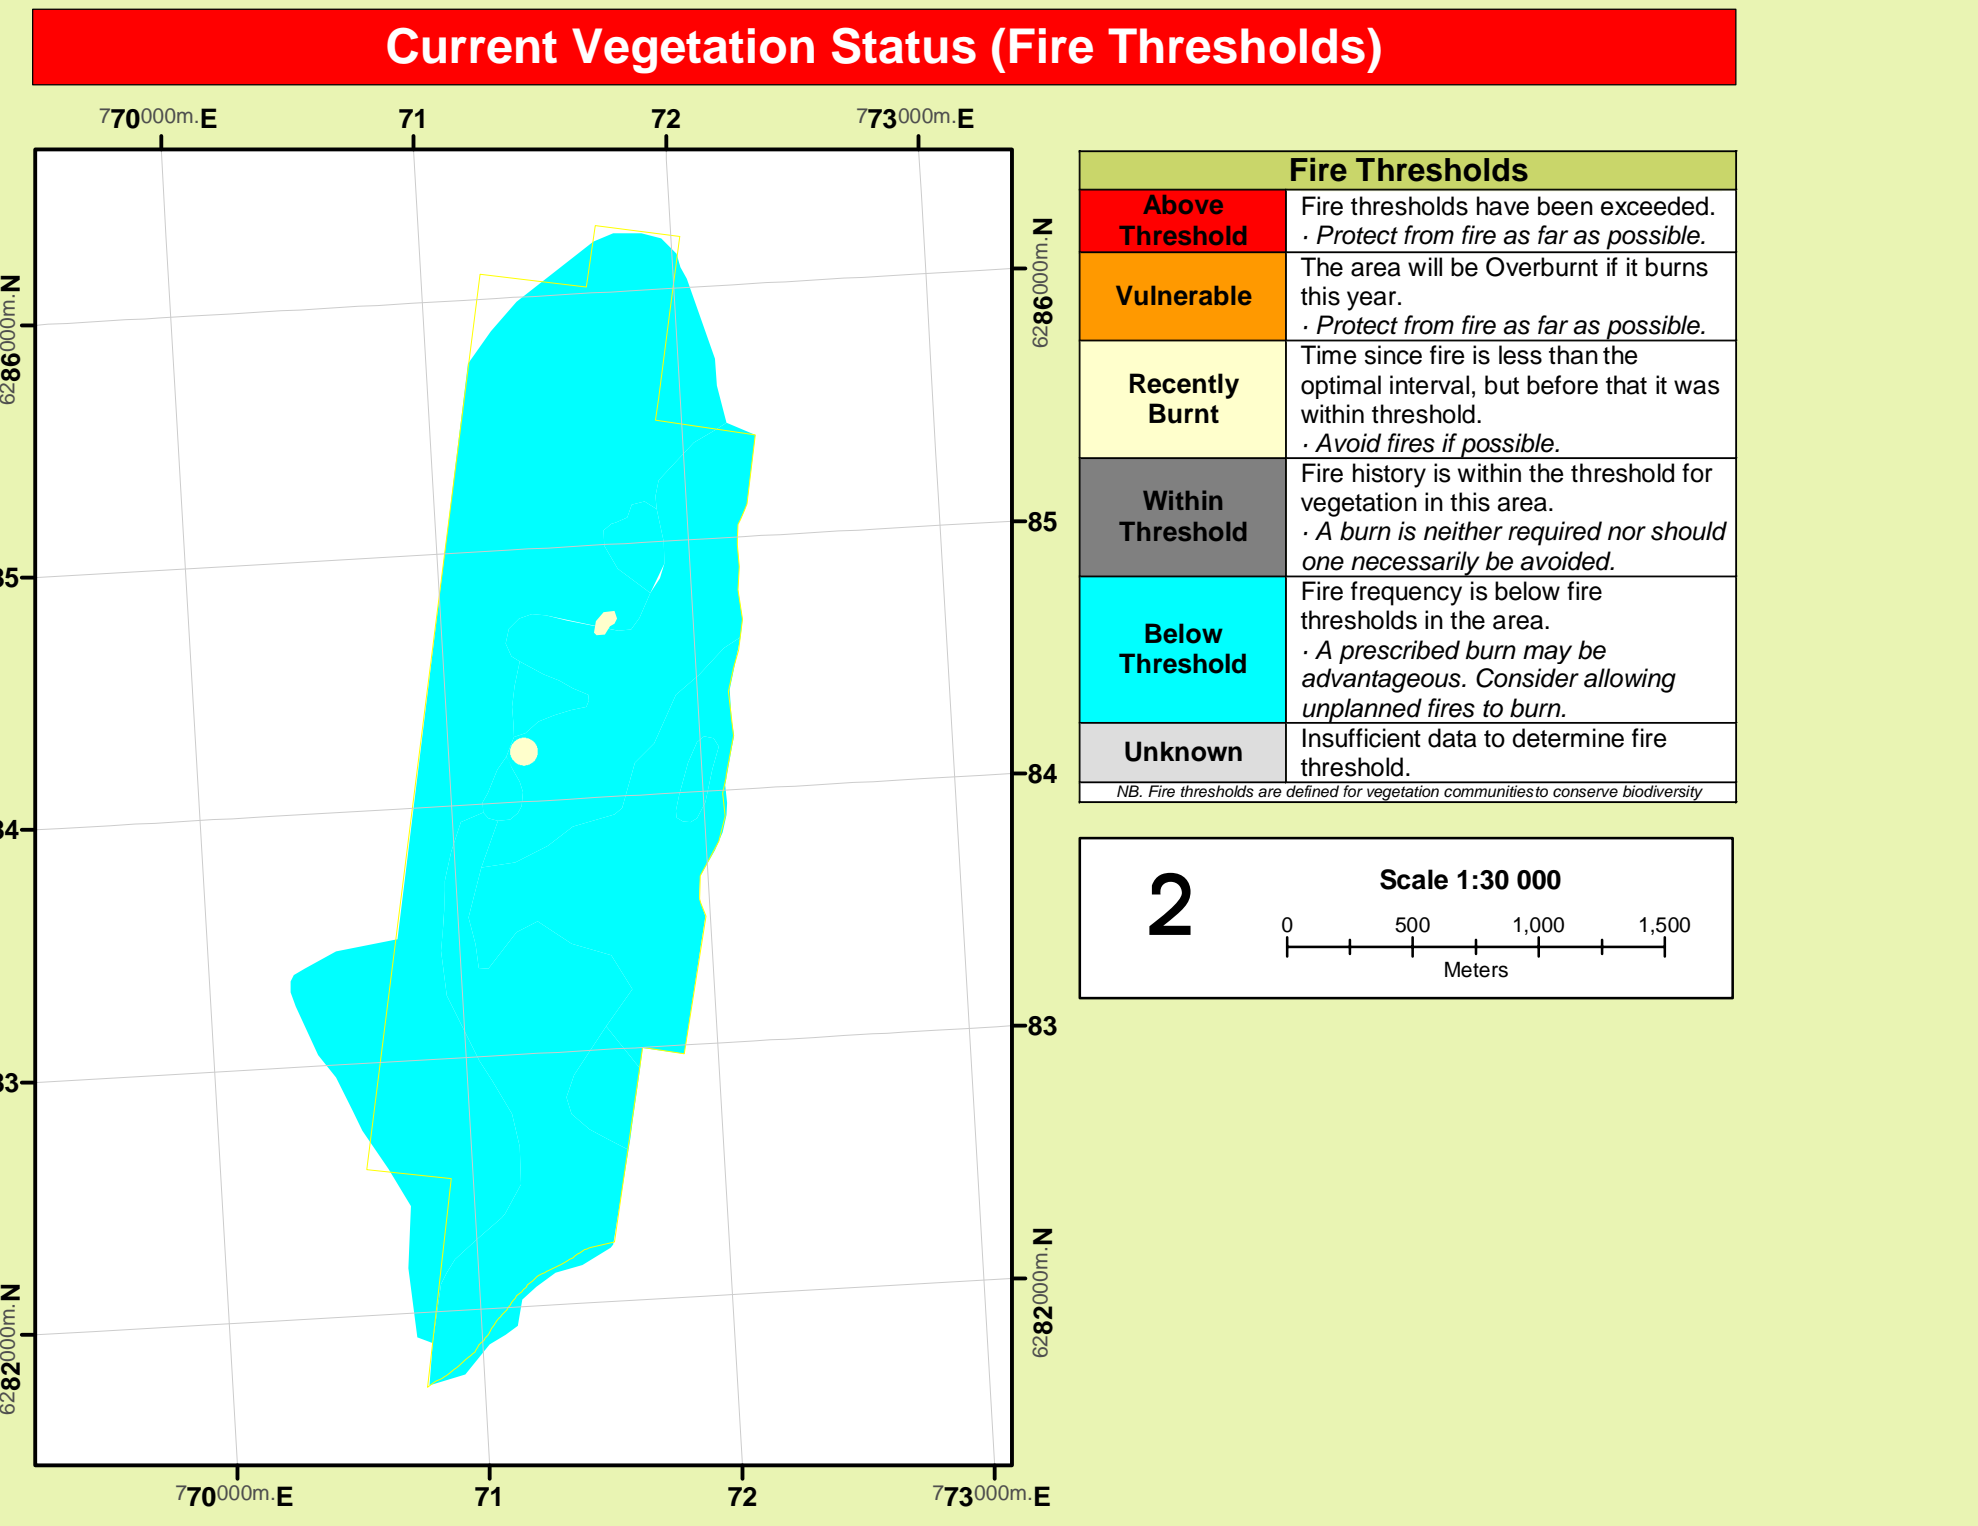 Current Vegetation Status (Fire Thresholds)
770000m.E 71 72 773000m.E
6286000m.N
85
84
83
6282000m.N
6286000m.N
85
84
83
6282000m.N
770000m.E 71 72 773000m.E
Fire Thresholds
Above
Threshold
Fire thresholds have been exceeded.
· Protect from fire as far as possible.
Vulnerable
The area will be Overburnt if it burns
this year.
· Protect from fire as far as possible.
Recently
Burnt
Time since fire is less than the
optimal interval, but before that it was
within threshold.
· Avoid fires if possible.
Within
Threshold
Fire history is within the threshold for
vegetation in this area.
· A burn is neither required nor should
one necessarily be avoided.
Below
Threshold
Fire frequency is below fire
thresholds in the area.
· A prescribed burn may be
advantageous. Consider allowing
unplanned fires to burn.
Unknown
Insufficient data to determine fire
threshold.
NB. Fire thresholds are defined for vegetation communities to conserve biodiversity
2
Scale 1:30 000
0 500 1,000 1,500
Meters